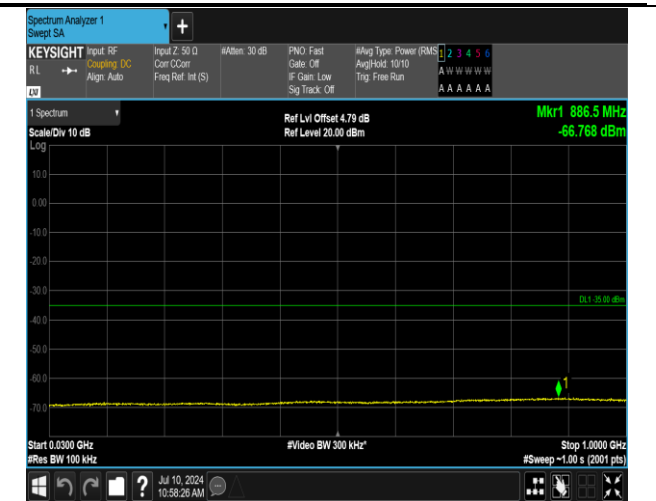 Spectrum Analyzer 1
Swept SA
+
KEYSIGHT
R L
LXI
Input: RF
Coupling: DC
Align: Auto
Input Z: 50 Ω
Corr CCorr
Freq Ref: Int (S)
#Atten: 30 dB
PNO: Fast
Gate: Off
IF Gain: Low
Sig Track: Off
#Avg Type: Power (RMS
Avg|Hold: 10/10
Trig: Free Run
1 2 3 4 5 6
A W W W W W
A A A A A A
1 Spectrum
Scale/Div 10 dB
Log
Ref Lvl Offset 4.79 dB
Ref Level 20.00 dBm
Mkr1 886.5 MHz
-66.768 dBm
10.0
0.00
-10.0
-20.0
-30.0
DL1 -35.00 dBm
-40.0
-50.0
-60.0
1
-70.0
Start 0.0300 GHz
#Res BW 100 kHz
#Video BW 300 kHz*
Stop 1.0000 GHz
#Sweep ~1.00 s (2001 pts)
?
Jul 10, 2024
10:58:26 AM